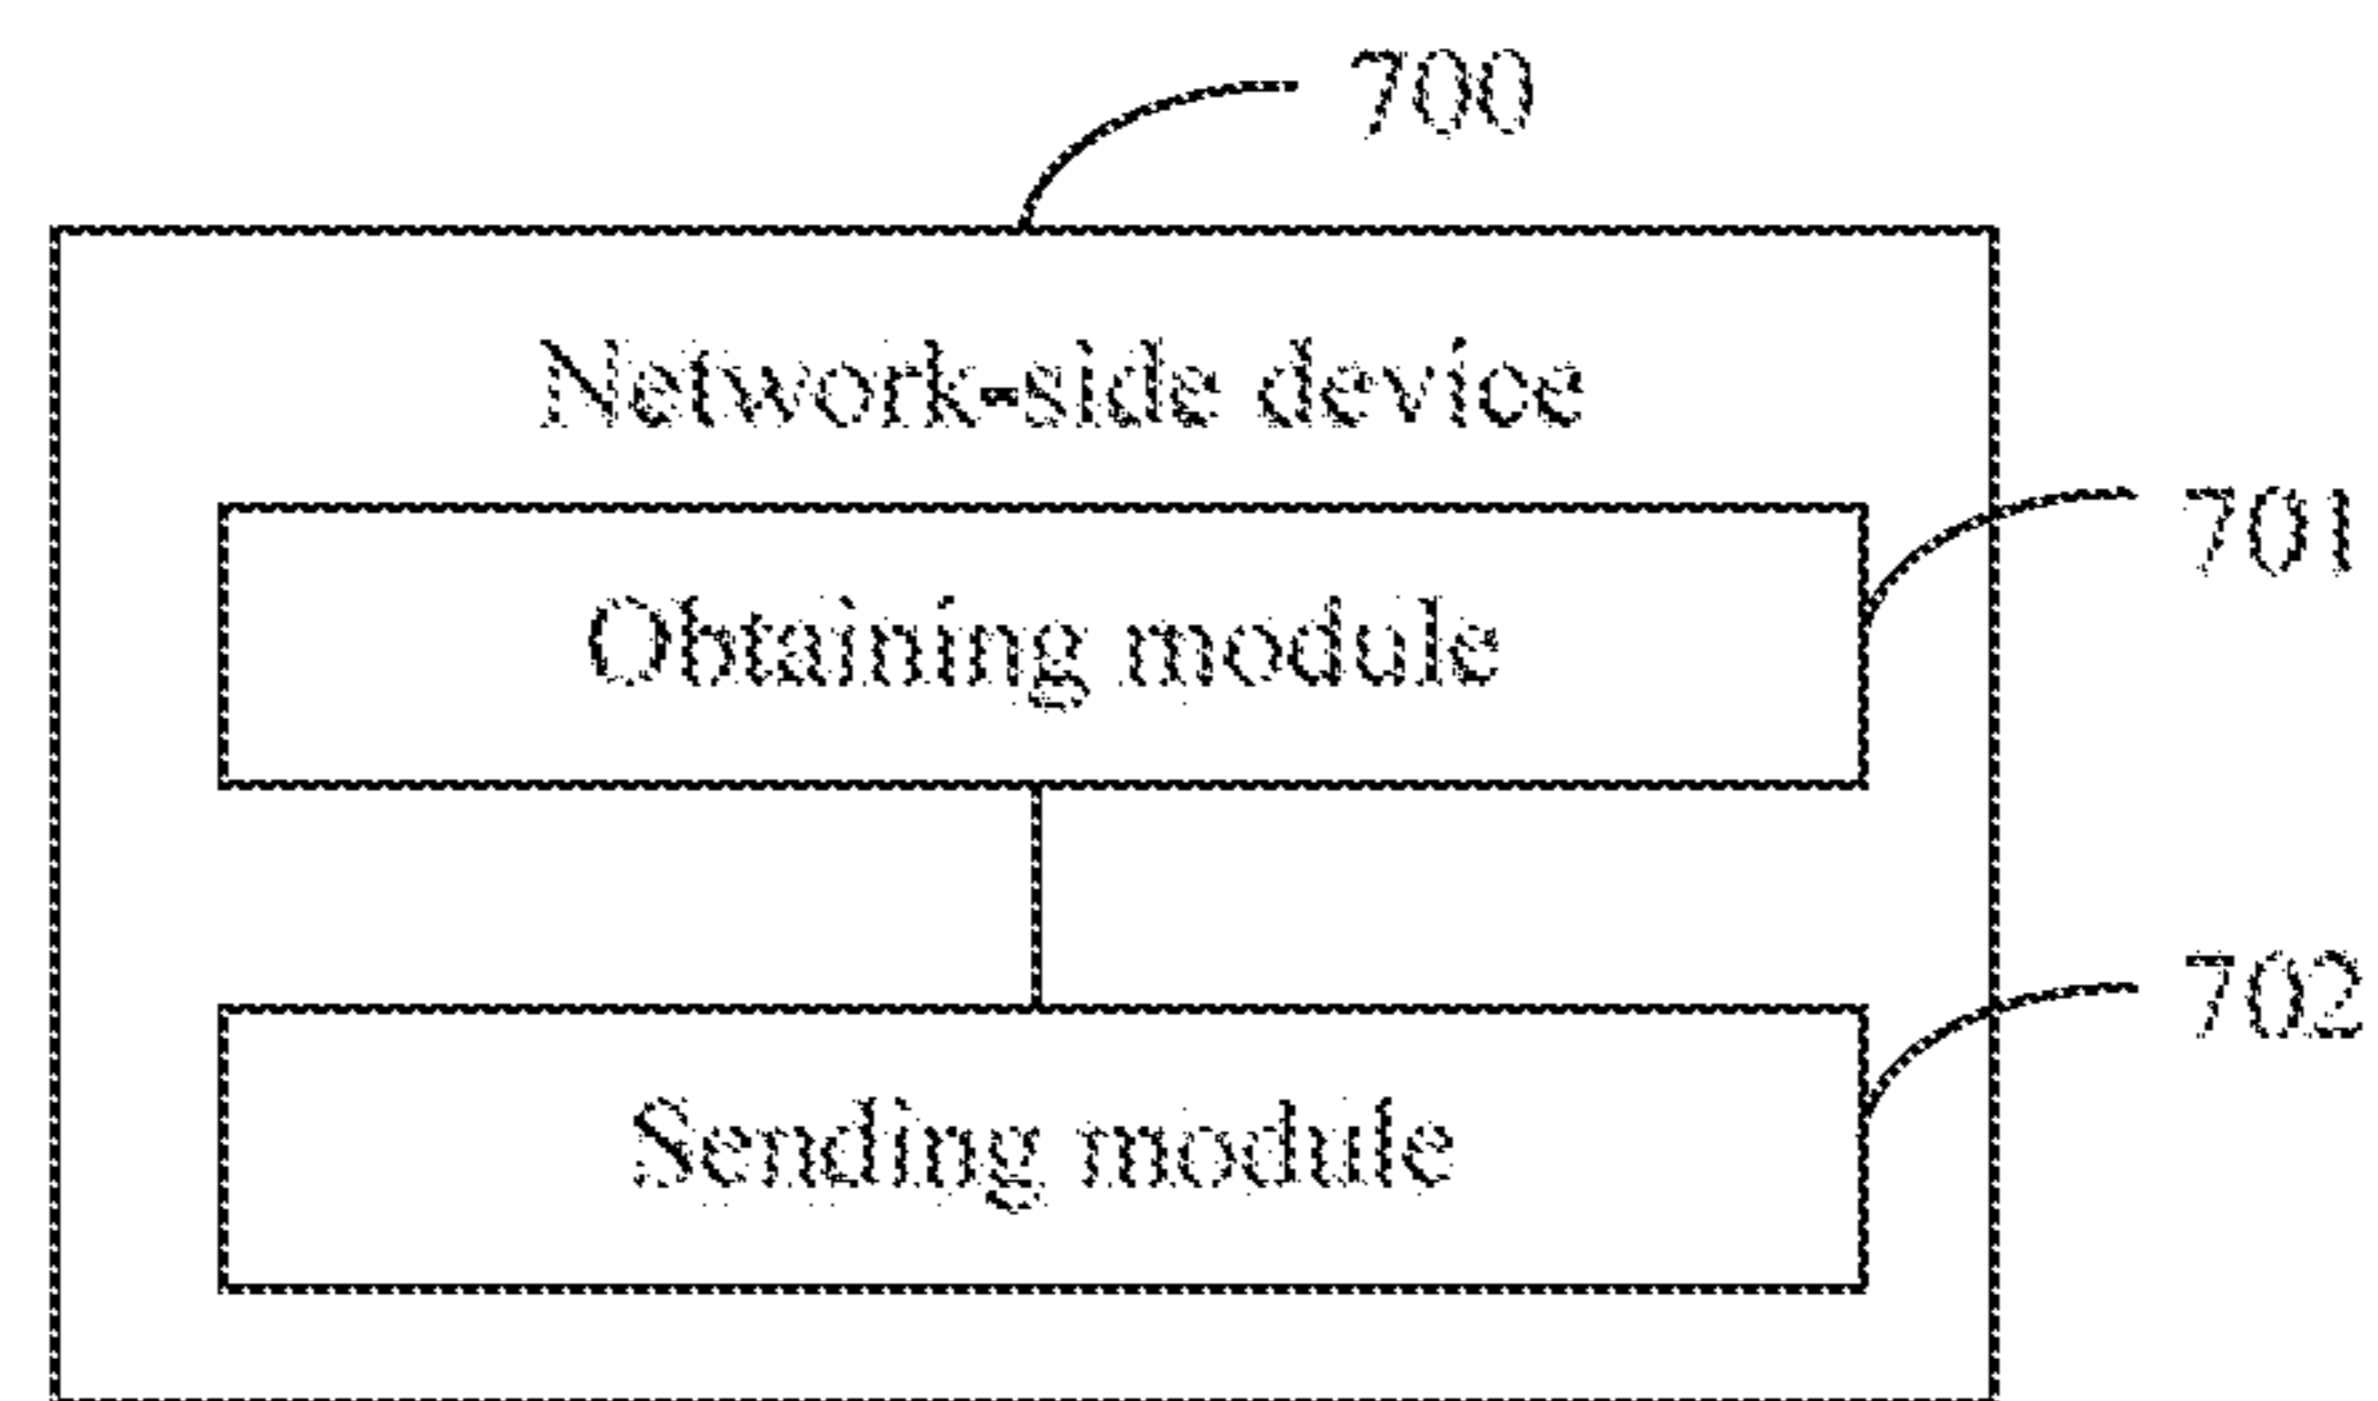 700
Network-side device
701
Obtaining module
702
Sending module